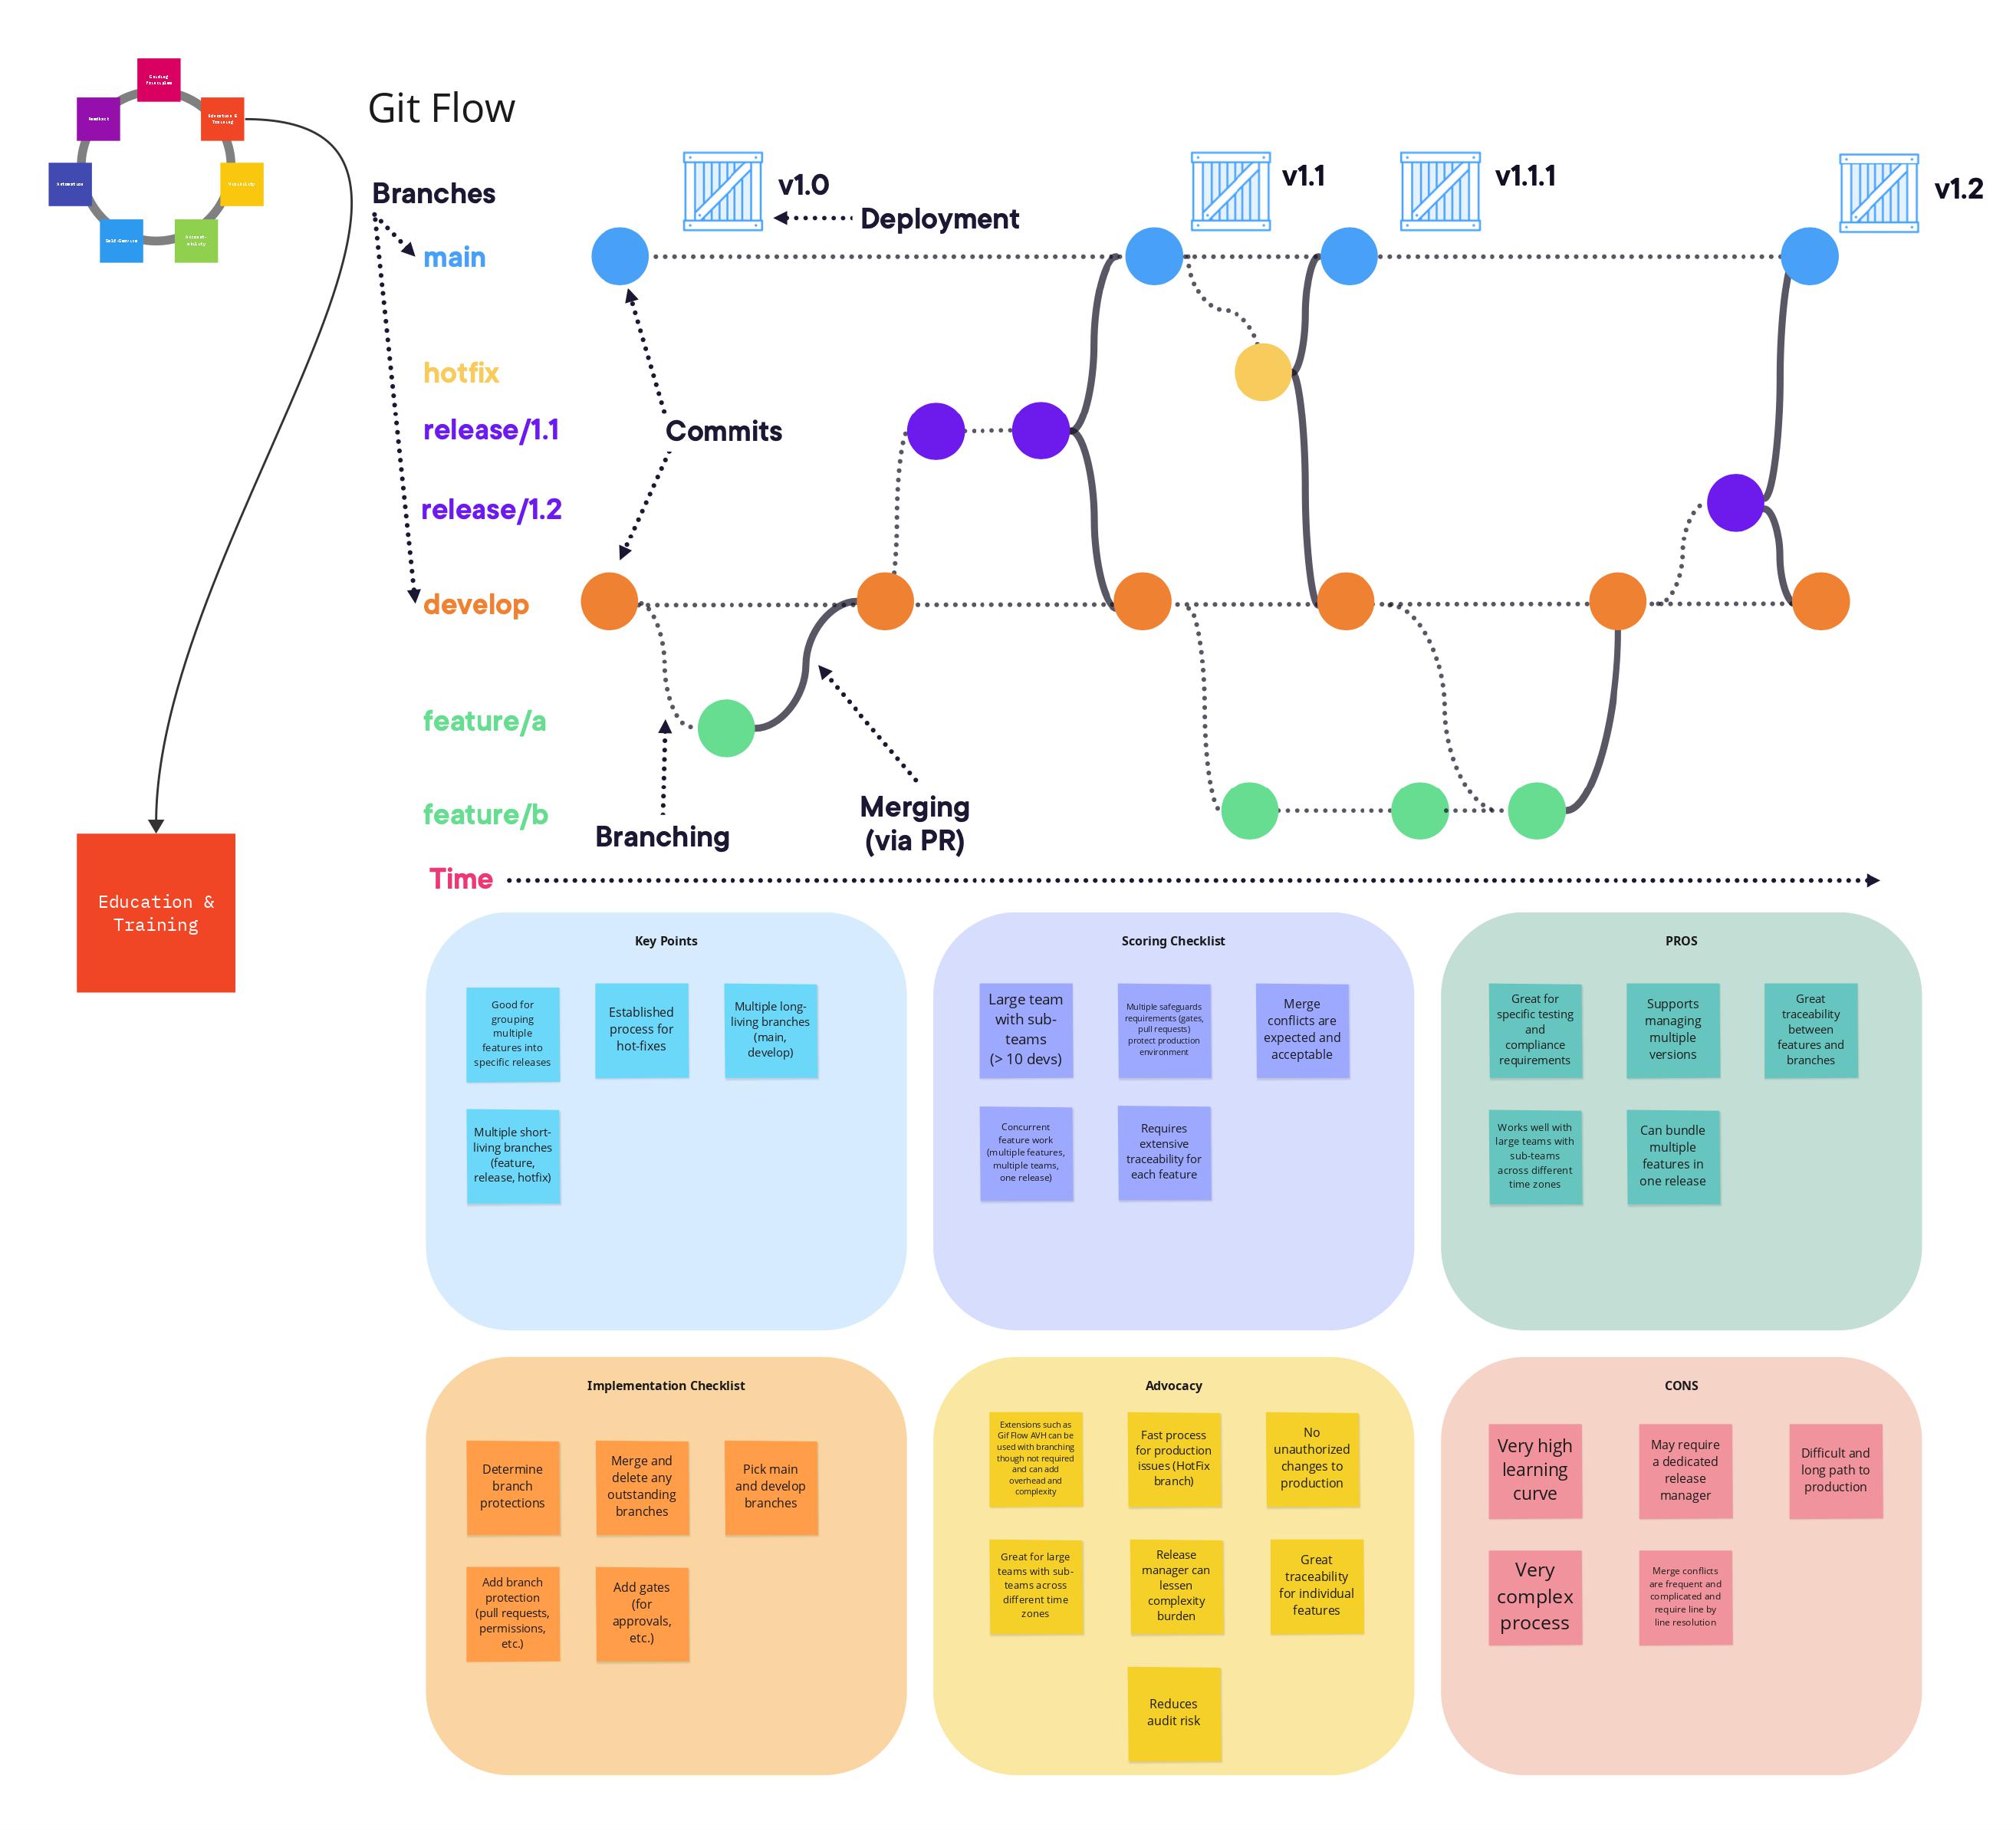 Education &
Training
Git Flow
Branches
v1.0
Deployment
v1.1
v1.1.1
v1.2
main
hotfix
release/1.1
Commits
release/1.2
develop
feature/a
feature/b
Branching
Merging
(via PR)
Time
Key Points
Good for
grouping
multiple
features into
specific releases
Established
process for
hot-fixes
Multiple long-
living branches
(main,
develop)
Multiple short-
living branches
(feature,
release, hotfix)
Scoring Checklist
Large team
with sub-
teams
(> 10 devs)
Multiple safeguards
requirements (gates,
pull requests)
protect production
environment
Merge
conflicts are
expected and
acceptable
Concurrent
feature work
(multiple features,
multiple teams,
one release)
Requires
extensive
traceability for
each feature
PROS
Great for
specific testing
and
compliance
requirements
Supports
managing
multiple
versions
Great
traceability
between
features and
branches
Works well with
large teams with
sub-teams
across different
time zones
Can bundle
multiple
features in
one release
Education &
Training
Implementation Checklist
Determine
branch
protections
Merge and
delete any
outstanding
branches
Pick main
and develop
branches
Add branch
protection
(pull requests,
permissions,
etc.)
Add gates
(for
approvals,
etc.)
Advocacy
Extensions such as
Gif Flow AVH can be
used with branching
though not required
and can add
overhead and
complexity
Fast process
for production
issues (HotFix
branch)
No
unauthorized
changes to
production
Great for large
teams with sub-
teams across
different time
zones
Release
manager can
lessen
complexity
burden
Great
traceability
for individual
features
Reduces
audit risk
CONS
Very high
learning
curve
May require
a dedicated
release
manager
Difficult and
long path to
production
Very
complex
process
Merge conflicts
are frequent and
complicated and
require line by
line resolution